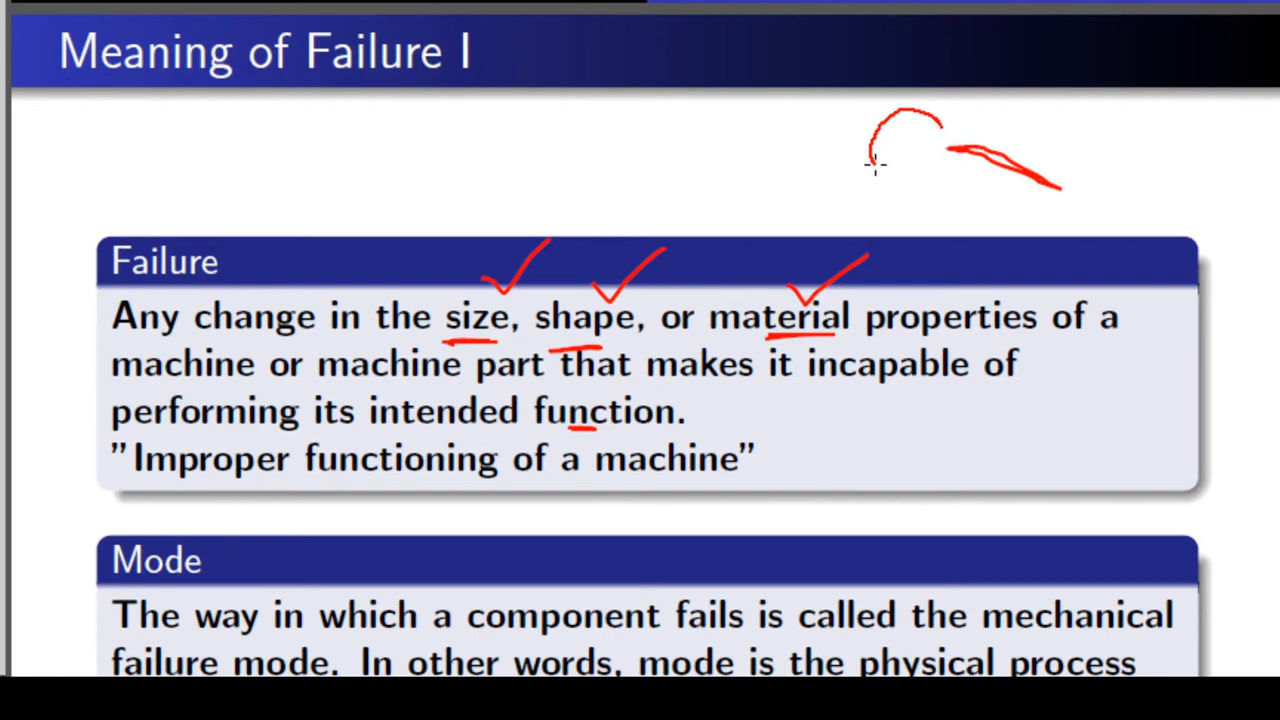 Meaning of Failure I
Failure
Any change in the size, shape, or material properties of a
machine or machine part that makes it incapable of
performing its intended function.
"Improper functioning of a machine"
Mode
The way in which a component fails is called the mechanical
failure mode. In other words, mode is the physical process